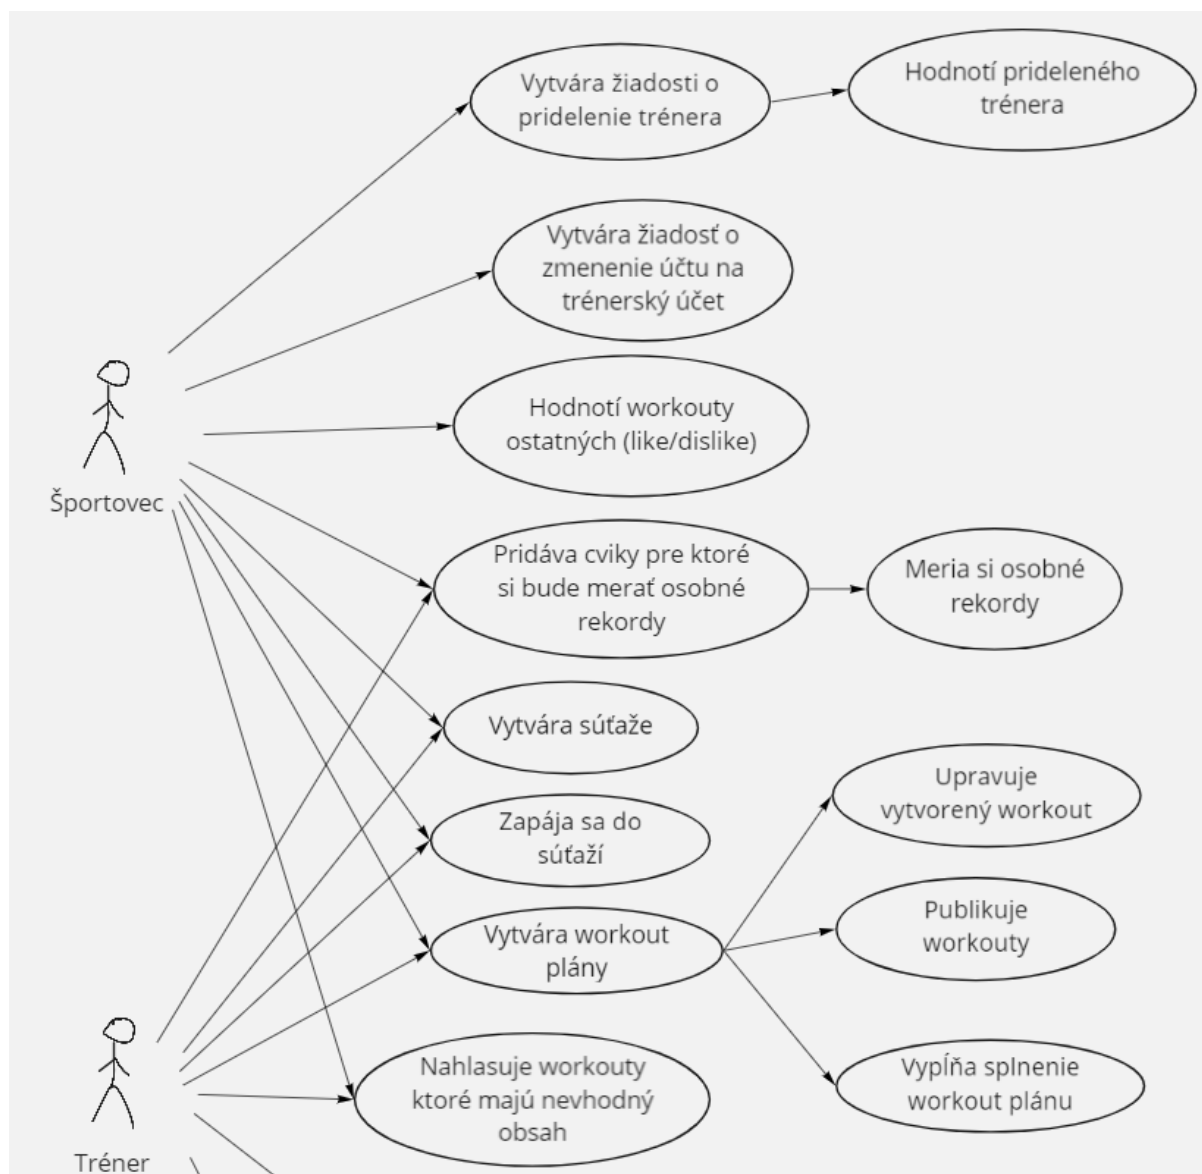 Vytvára žiadosti o
pridelenie trénera
Hodnotí prideleného
trénera
Vytvára žiadosť o
zmenenie účtu na
trénerský účet
Hodnotí workouty
ostatných (like/dislike)
Športovec
Pridáva cviky pre ktoré
si bude merať osobné
rekordy
Meria si osobné
rekordy
Vytvára súťaže
Upravuje
vytvorený workout
Zapája sa do
súťaží
Publikuje
workouty
Vytvára workout
plány
Vypĺňa splnenie
workout plánu
Nahlasuje workouty
ktoré majú nevhodný
obsah
Tréner